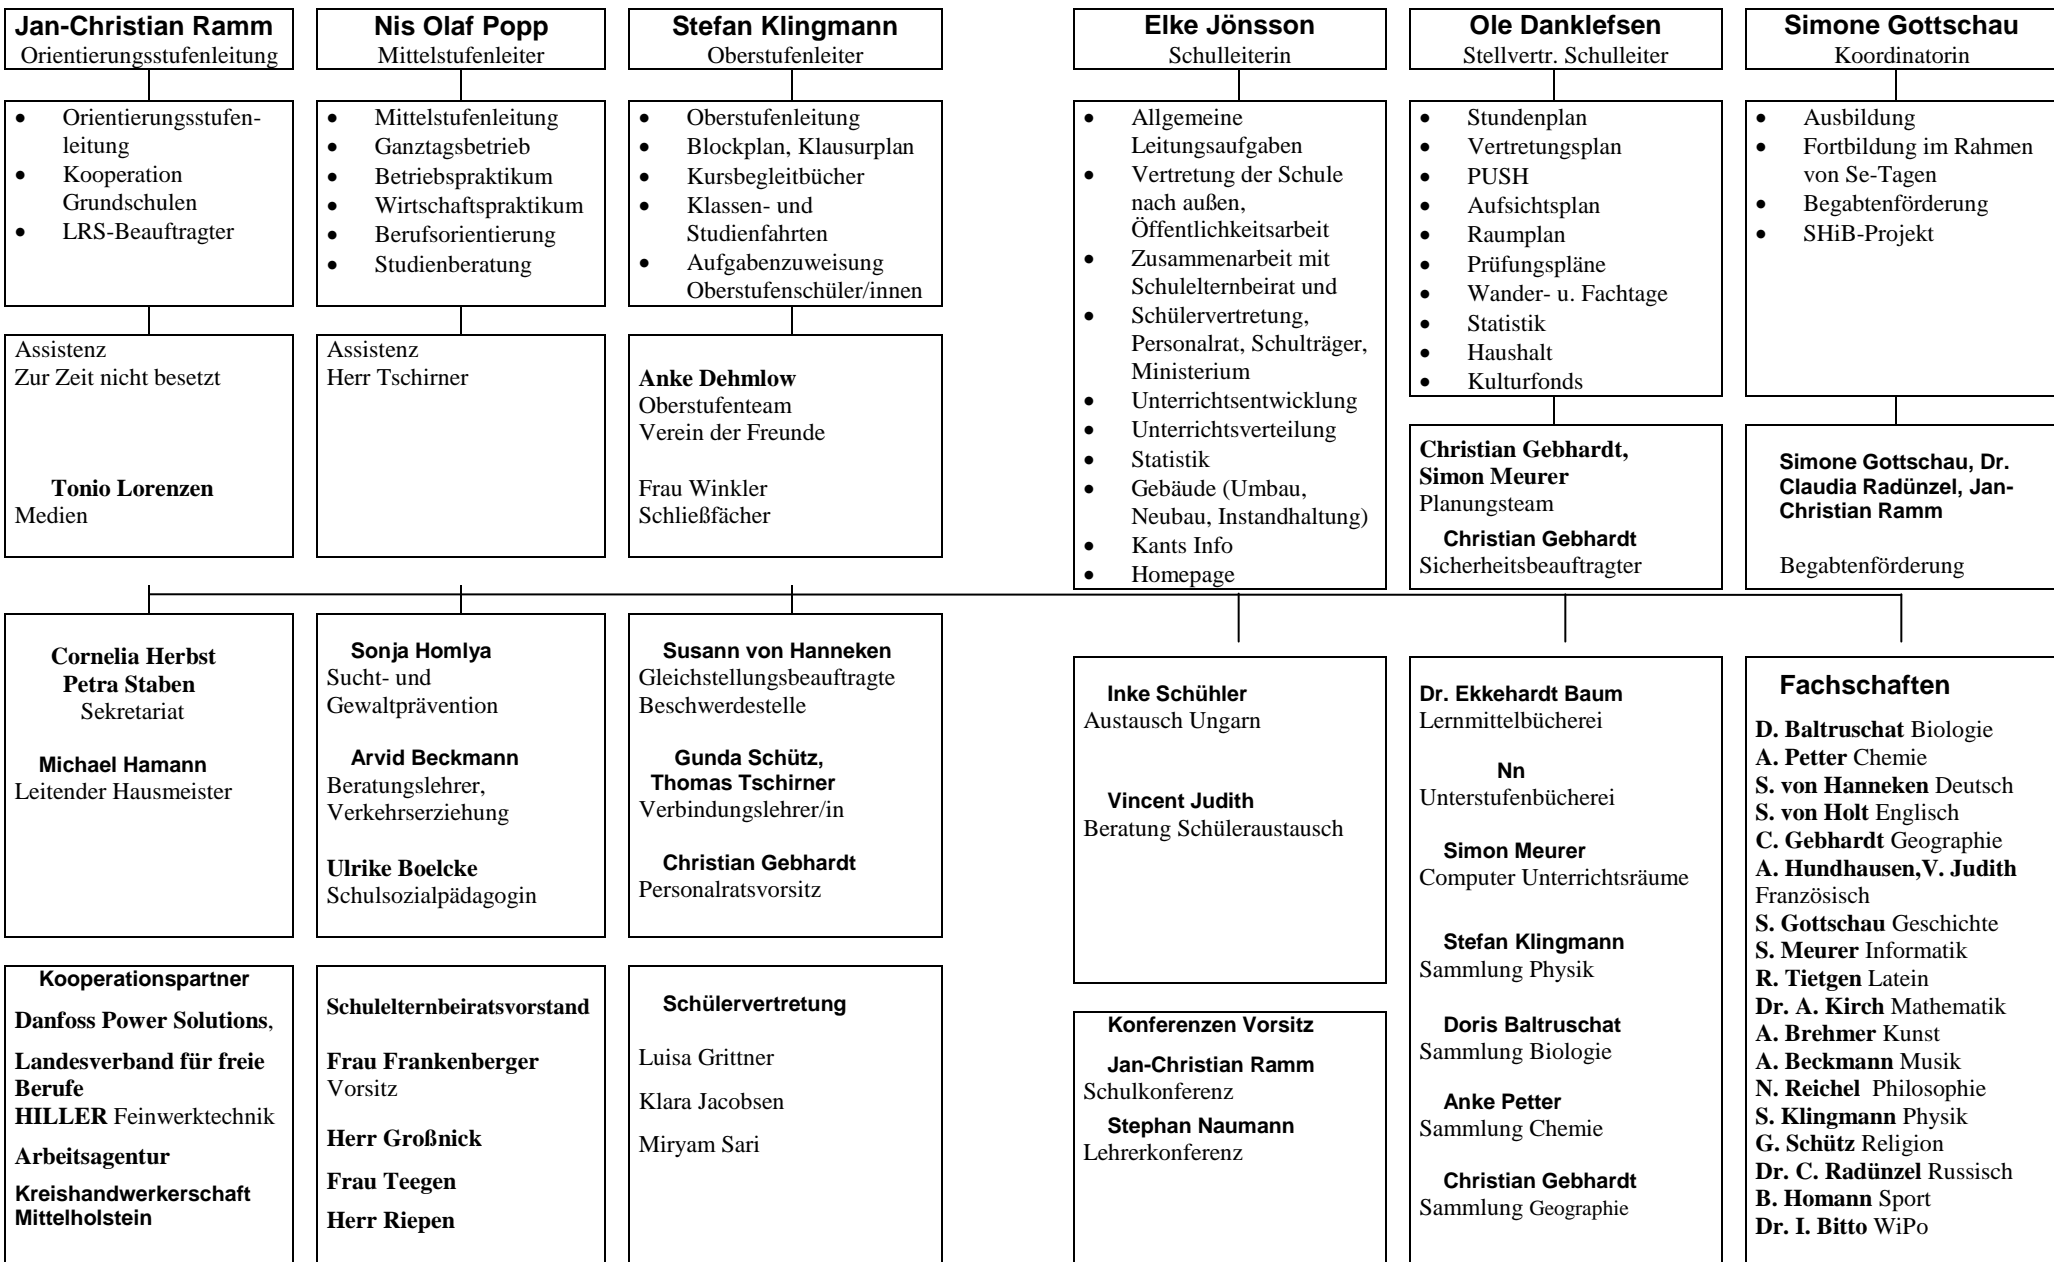 Jan-Christian Ramm
Orientierungsstufenleitung
• Orientierungsstufen-
leitung
• Kooperation
Grundschulen
• LRS-Beauftragter
Assistenz
Zur Zeit nicht besetzt
Tonio Lorenzen
Medien
Nis Olaf Popp
Mittelstufenleiter
• Mittelstufenleitung
• Ganztagsbetrieb
• Betriebspraktikum
• Wirtschaftspraktikum
• Berufsorientierung
• Studienberatung
Assistenz
Herr Tschirner
Stefan Klingmann
Oberstufenleiter
• Oberstufenleitung
• Blockplan, Klausurplan
• Kursbegleitbücher
• Klassen- und
Studienfahrten
• Aufgabenzuweisung
Oberstufenschüler/innen
Anke Dehmlow
Oberstufenteam
Verein der Freunde
Frau Winkler
Schließfächer
Elke Jönsson
Schulleiterin
• Allgemeine
Leitungsaufgaben
• Vertretung der Schule
nach außen,
Öffentlichkeitsarbeit
• Zusammenarbeit mit
Schulelternbeirat und
• Schülervertretung,
Personalrat, Schulträger,
Ministerium
• Unterrichtsentwicklung
• Unterrichtsverteilung
• Statistik
• Gebäude (Umbau,
Neubau, Instandhaltung)
• Kants Info
• Homepage
Ole Danklefsen
Stellvertr. Schulleiter
• Stundenplan
• Vertretungsplan
• PUSH
• Aufsichtsplan
• Raumplan
• Prüfungspläne
• Wander- u. Fachtage
• Statistik
• Haushalt
• Kulturfonds
Christian Gebhardt,
Simon Meurer
Planungsteam
Christian Gebhardt
Sicherheitsbeauftragter
Simone Gottschau
Koordinatorin
• Ausbildung
• Fortbildung im Rahmen
von Se-Tagen
• Begabtenförderung
• SHiB-Projekt
Simone Gottschau, Dr.
Claudia Radünzel, Jan-
Christian Ramm
Begabtenförderung
Cornelia Herbst
Petra Staben
Sekretariat
Michael Hamann
Leitender Hausmeister
Sonja Homlya
Sucht- und
Gewaltprävention
Arvid Beckmann
Beratungslehrer,
Verkehrserziehung
Ulrike Boelcke
Schulsozialpädagogin
Susann von Hanneken
Gleichstellungsbeauftragte
Beschwerdestelle
Gunda Schütz,
Thomas Tschirner
Verbindungslehrer/in
Christian Gebhardt
Personalratsvorsitz
Inke Schühler
Austausch Ungarn
Vincent Judith
Beratung Schüleraustausch
Dr. Ekkehardt Baum
Lernmittelbücherei
Nn
Unterstufenbücherei
Simon Meurer
Computer Unterrichtsräume
Stefan Klingmann
Sammlung Physik
Doris Baltruschat
Sammlung Biologie
Anke Petter
Sammlung Chemie
Christian Gebhardt
Sammlung Geographie
Fachschaften
D. Baltruschat Biologie
A. Petter Chemie
S. von Hanneken Deutsch
S. von Holt Englisch
C. Gebhardt Geographie
A. Hundhausen,V. Judith
Französisch
S. Gottschau Geschichte
S. Meurer Informatik
R. Tietgen Latein
Dr. A. Kirch Mathematik
A. Brehmer Kunst
A. Beckmann Musik
N. Reichel Philosophie
S. Klingmann Physik
G. Schütz Religion
Dr. C. Radünzel Russisch
B. Homann Sport
Dr. I. Bitto WiPo
Kooperationspartner
Danfoss Power Solutions,
Landesverband für freie
Berufe
HILLER Feinwerktechnik
Arbeitsagentur
Kreishandwerkerschaft
Mittelholstein
Schulelternbeiratsvorstand
Frau Frankenberger
Vorsitz
Herr Großnick
Frau Teegen
Herr Riepen
Schülervertretung
Luisa Grittner
Klara Jacobsen
Miryam Sari
Konferenzen Vorsitz
Jan-Christian Ramm
Schulkonferenz
Stephan Naumann
Lehrerkonferenz